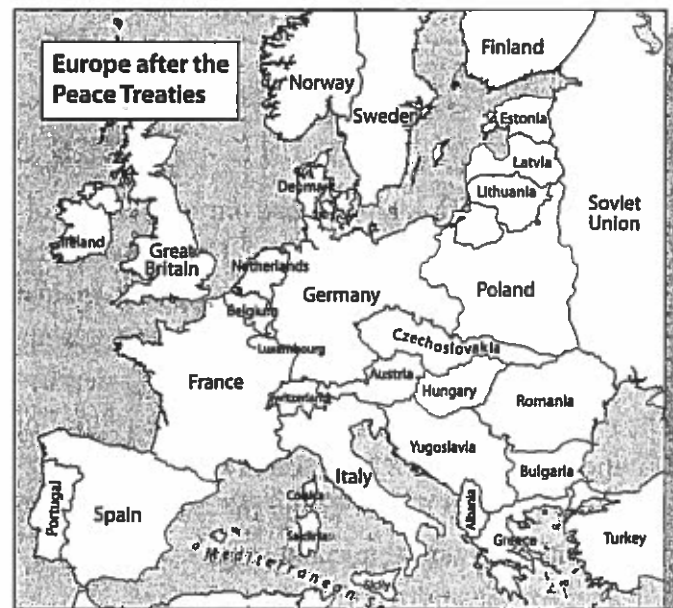 Europe after the
Peace Treaties
Finland
Norway
Sweden
Estonia
Latvia
Denmark
Lithuania
Soviet
Union
Ireland
Great
Britain
Netherlands
Germany
Poland
Belgium
Czechoslovakia
Luxembourg
Austria
France
Switzerland
Hungary
Romania
Yugoslavia
Italy
Bulgaria
Portugal
Spain
Corsica
Albania
Sardinia
Greece
Turkey
Mediterranean Se
Sicily